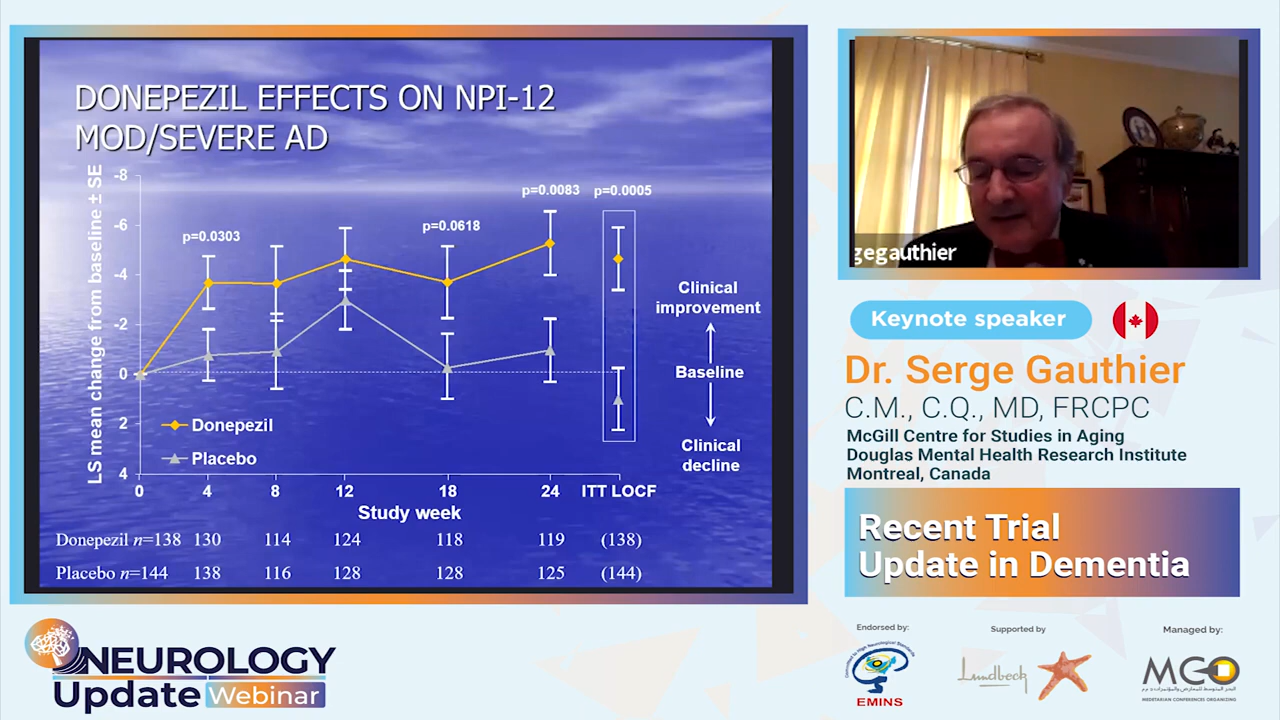 DONEPEZIL EFFECTS ON NPI-12
MOD/SEVERE AD
LS mean change from baseline ± SE
-8
-6
-4
-2
0
2
4
p=0.0303
p=0.0618
p=0.0083
p=0.0005
Donepezil
Placebo
0 4 8 12 18 24 ITT LOCF
Study week
Clinical
improvement
Baseline
Clinical
decline
Donepezil n=138 130 114 124 118 119 (138)
Placebo n=144 138 116 128 128 125 (144)
gegauthier
Keynote speaker
Dr. Serge Gauthier
C.M., C.Q., MD, FRCPC
McGill Centre for Studies in Aging
Douglas Mental Health Research Institute
Montreal, Canada
Recent Trial
Update in Dementia
NEUROLOGY
Update Webinar
Endorsed by:
EMINS
Supported by
Lundbeck
Managed by:
MCO
MEDITARIAN CONFERENCES ORGANIZING